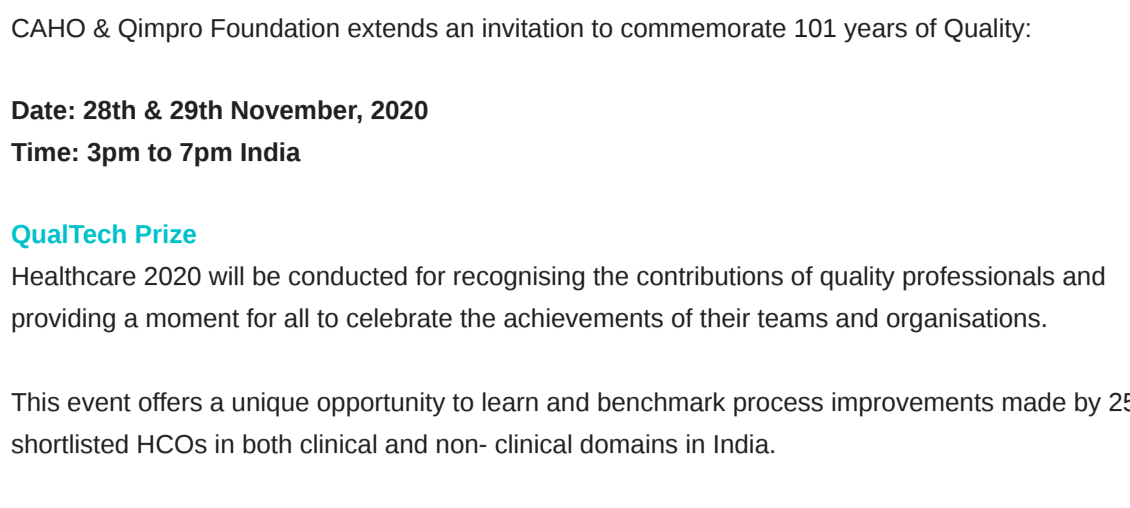 CAHO & Qimpro Foundation extends an invitation to commemorate 101 years of Quality:
Date: 28th & 29th November, 2020
Time: 3pm to 7pm India
QualTech Prize
Healthcare 2020 will be conducted for recognising the contributions of quality professionals and
providing a moment for all to celebrate the achievements of their teams and organisations.
This event offers a unique opportunity to learn and benchmark process improvements made by 25
shortlisted HCOs in both clinical and non- clinical domains in India.